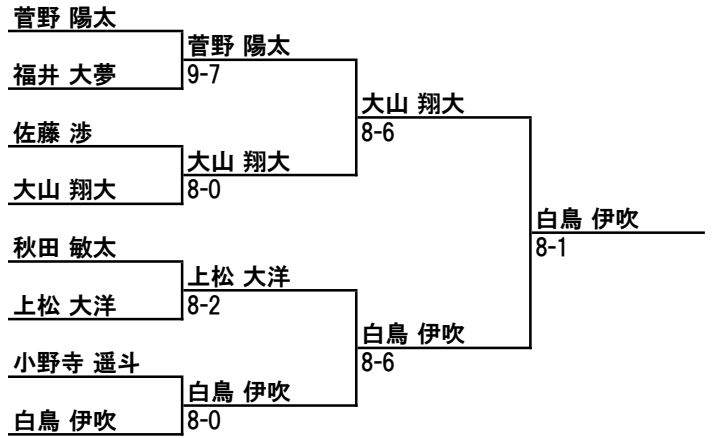 菅野 陽太
福井 大夢
佐藤 渉
大山 翔大
秋田 敏太
上松 大洋
小野寺 遥斗
白鳥 伊吹
菅野 陽太
9-7
大山 翔大
8-0
上松 大洋
8-2
白鳥 伊吹
8-0
大山 翔大
8-6
白鳥 伊吹
8-6
白鳥 伊吹
8-1